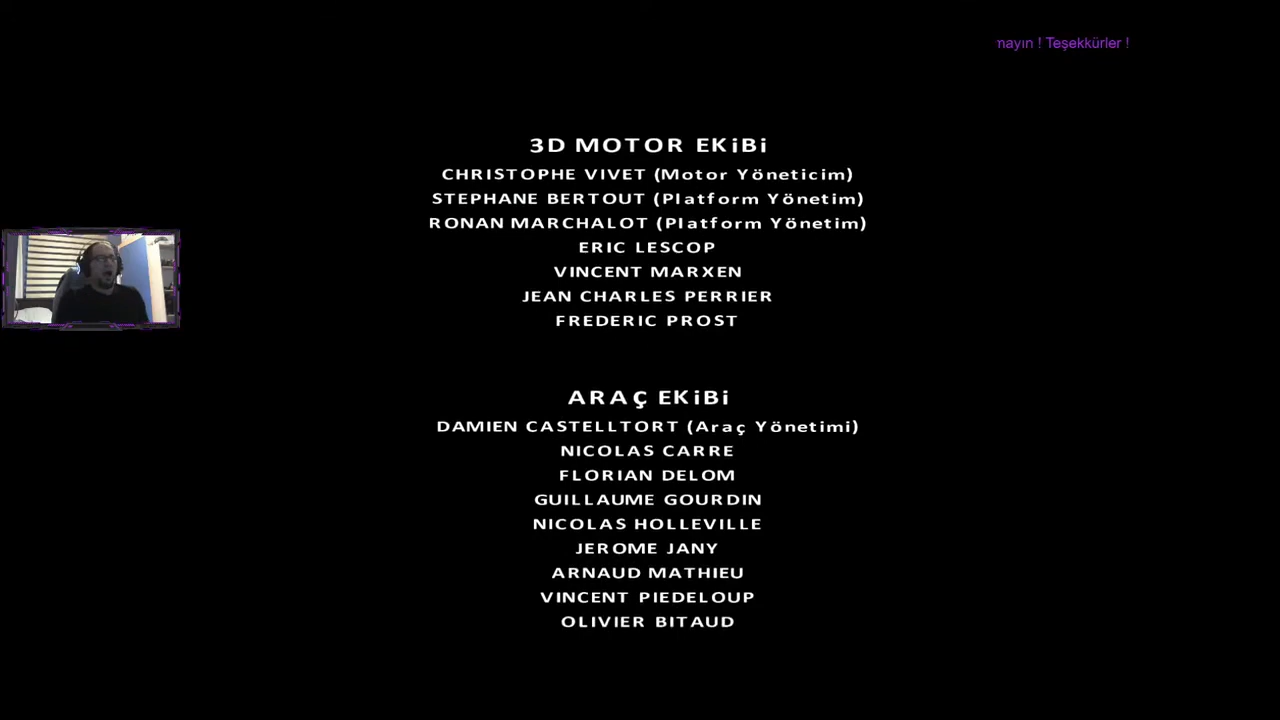 mayın ! Teşekkürler !
3D MOTOR EKiBi
CHRISTOPHE VIVET (Motor Yöneticim)
STEPHANE BERTOUT (Platform Yönetim)
RONAN MARCHALOT (Platform Yönetim)
ERIC LESCOP
VINCENT MARXEN
JEAN CHARLES PERRIER
FREDERIC PROST
ARAÇ EKiBi
DAMIEN CASTELLTORT (Araç Yönetimi)
NICOLAS CARRE
FLORIAN DELOM
GUILLAUME GOURDIN
NICOLAS HOLLEVILLE
JEROME JANY
ARNAUD MATHIEU
VINCENT PIEDELOUP
OLIVIER BITAUD